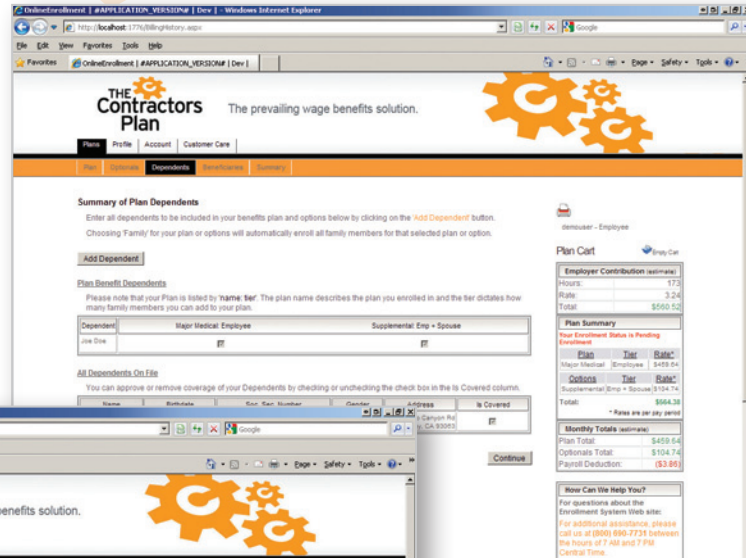 OnlineEnrollment | #APPLICATION_VERSION# | Dev | - Windows Internet Explorer
http://localhost:1776/BillingHistory.aspx
Google
File Edit View Favorites Tools Help
Favorites OnlineEnrollment | #APPLICATION_VERSION# | Dev |
Page Safety Tools
THE
Contractors
Plan
The prevailing wage benefits solution.
Plans Profile Account Customer Care
Plan Optionals Dependents Beneficiaries Summary
Summary of Plan Dependents
Enter all dependents to be included in your benefits plan and options below by clicking on the 'Add Dependent' button.
Choosing 'Family' for your plan or options will automatically enroll all family members for that selected plan or option.
Add Dependent
Plan Benefit Dependents
Please note that your Plan is listed by 'name: tier'. The plan name describes the plan you enrolled in and the tier dictates how
many family members you can add to your plan.
Dependent Major Medical: Employee Supplemental: Emp + Spouse
Joe Doe
All Dependents On File
You can approve or remove coverage of your Dependents by checking or unchecking the check box in the Is Covered column.
Name Birthdate Soc. Sec. Number Gender Address Is Covered
Canyon Rd
CA 93063
Continue
demouser - Employee
Plan Cart Empty Cart
Employer Contribution (estimate)
Hours: 173
Rate: 3.24
Total: $560.52
Plan Summary
Your Enrollment Status is Pending
Enrollment
Plan Tier Rate*
Major Medical Employee $459.64
Options Tier Rate*
Supplemental Emp + Spouse $104.74
Total: $564.38
* Rates are per pay period
Monthly Totals (estimate)
Plan Total: $459.64
Optionals Total: $104.74
Payroll Deduction: ($3.86)
How Can We Help You?
For questions about the
Enrollment System Web site:
For additional assistance, please
call us at (800) 690-7731 between
the hours of 7 AM and 7 PM
Central Time.
Google
Page Safety Tools
enefits solution.